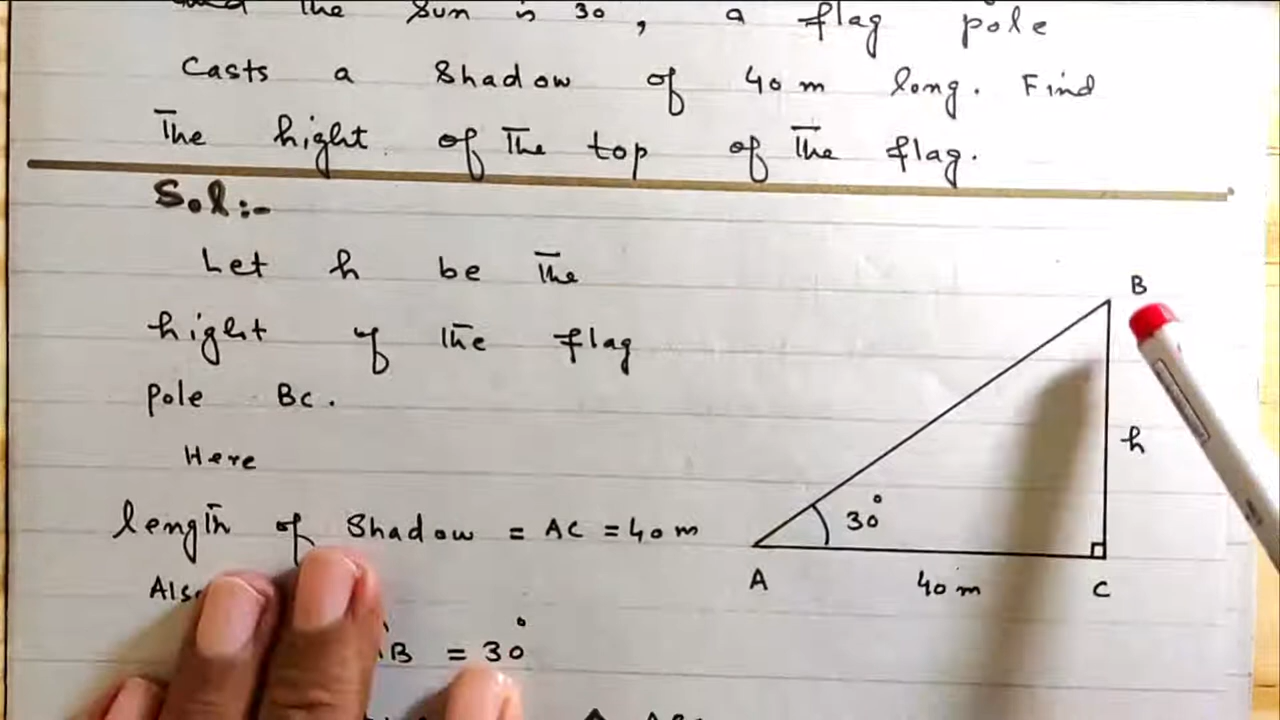 the Sun is 30°, a flag pole
Casts a Shadow of 40 m long. Find
The hight of The top of The flag.
Sol:-
Let h be The
hight of the flag
pole BC.
Here
length of Shadow = AC = 40 m
= 30°
B
h
30°
A
40 m
C